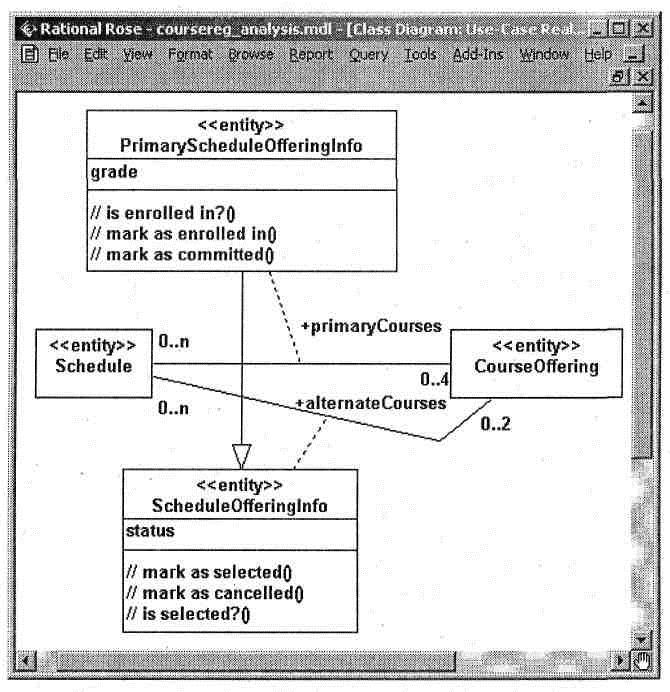 Rational Rose - coursereg_analysis.mdl - [Class Diagram: Use-Case Real...
File Edit View Format Browse Report Query Tools Add-Ins Window Help
<<entity>>
PrimaryScheduleOfferingInfo
grade
// is enrolled in?()
// mark as enrolled in()
// mark as committed()
+primaryCourses
<<entity>>
Schedule
0..n
0..n
<<entity>>
CourseOffering
0..4
+alternateCourses
0..2
<<entity>>
ScheduleOfferingInfo
status
// mark as selected()
// mark as cancelled()
// is selected?()